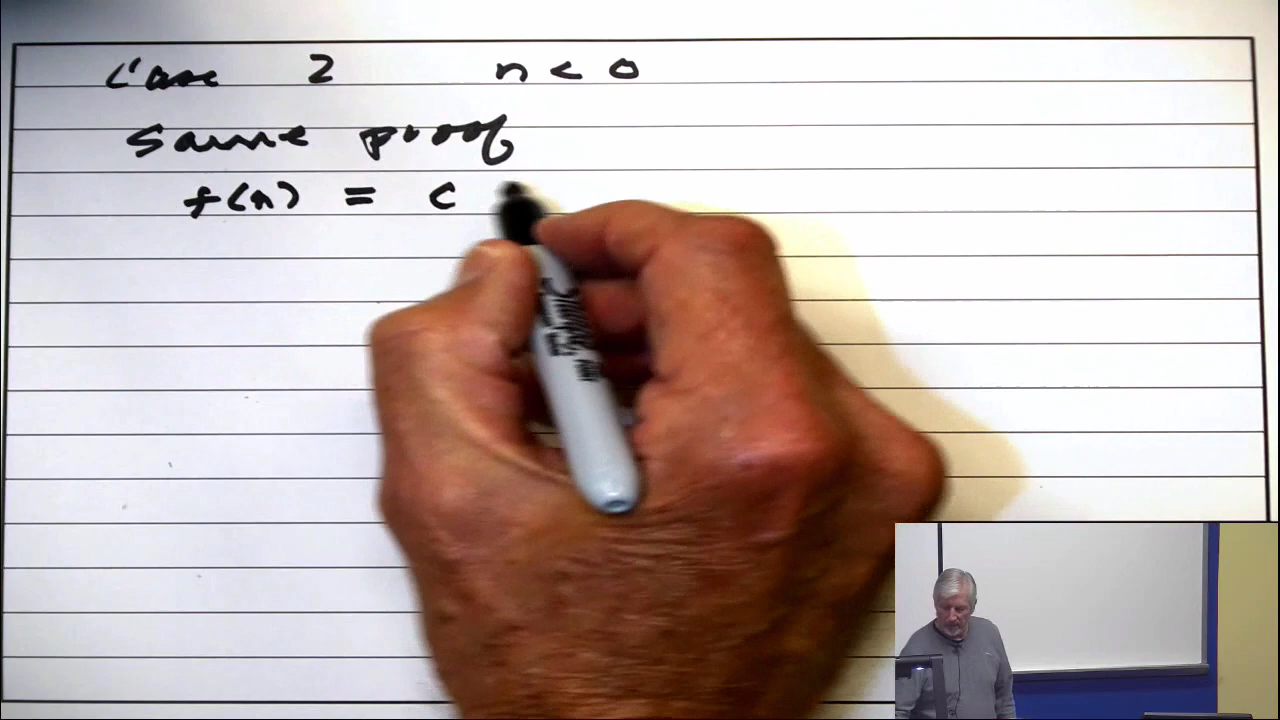 Case 2 n < 0
Same proof
f(n) = c